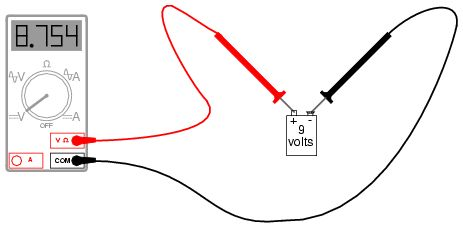 8.754
Ω
V A
V A
OFF
V Ω
A COM
+ -
9
volts